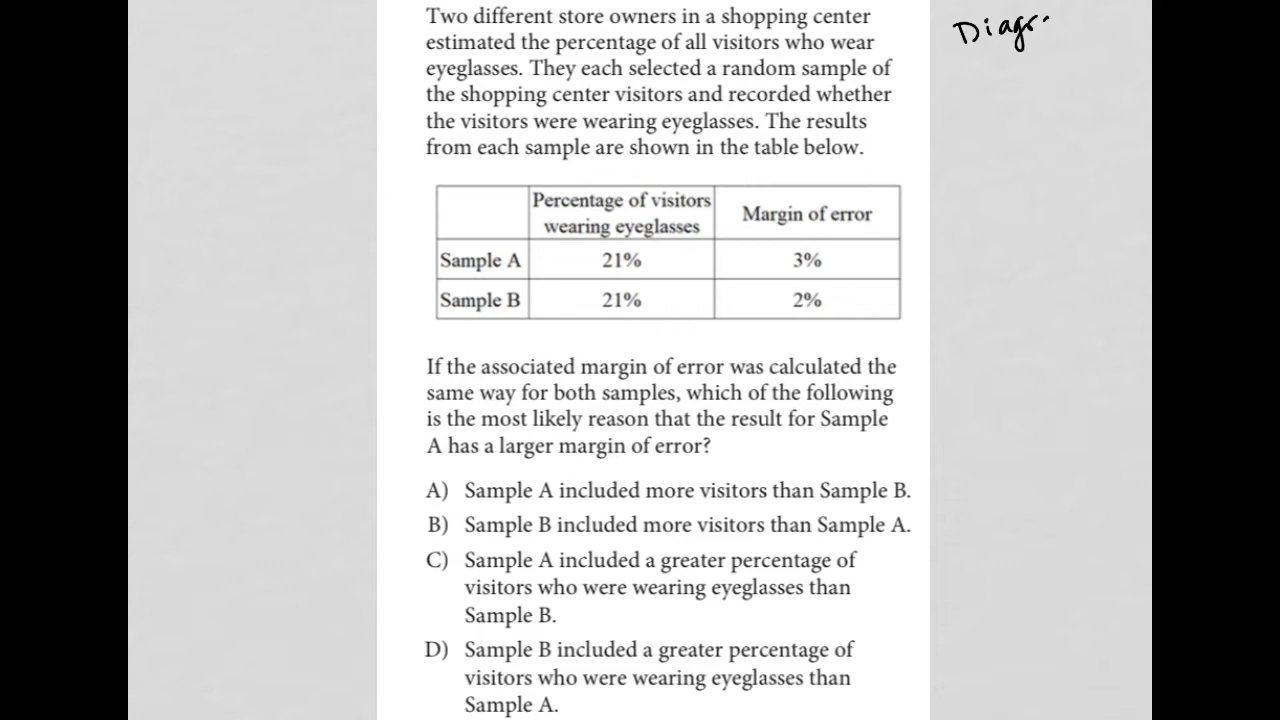 Two different store owners in a shopping center
estimated the percentage of all visitors who wear
eyeglasses. They each selected a random sample of
the shopping center visitors and recorded whether
the visitors were wearing eyeglasses. The results
from each sample are shown in the table below.
Percentage of visitors
wearing eyeglasses
Margin of error
Sample A 21% 3%
Sample B 21% 2%
If the associated margin of error was calculated the
same way for both samples, which of the following
is the most likely reason that the result for Sample
A has a larger margin of error?
A) Sample A included more visitors than Sample B.
B) Sample B included more visitors than Sample A.
C) Sample A included a greater percentage of
visitors who were wearing eyeglasses than
Sample B.
D) Sample B included a greater percentage of
visitors who were wearing eyeglasses than
Sample A.
Diagr